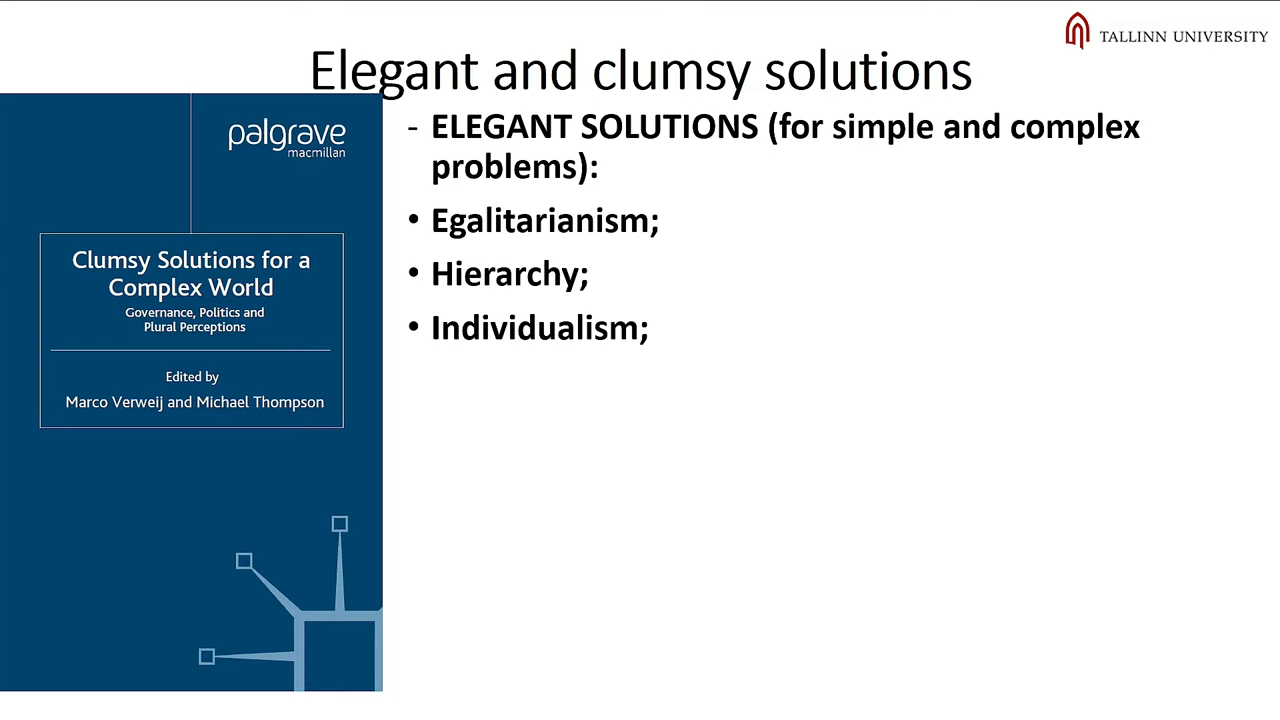 TALLINN UNIVERSITY
Elegant and clumsy solutions
palgrave
macmillan
Clumsy Solutions for a
Complex World
Governance, Politics and
Plural Perceptions
Edited by
Marco Verweij and Michael Thompson
- ELEGANT SOLUTIONS (for simple and complex
problems):
• Egalitarianism;
• Hierarchy;
• Individualism;